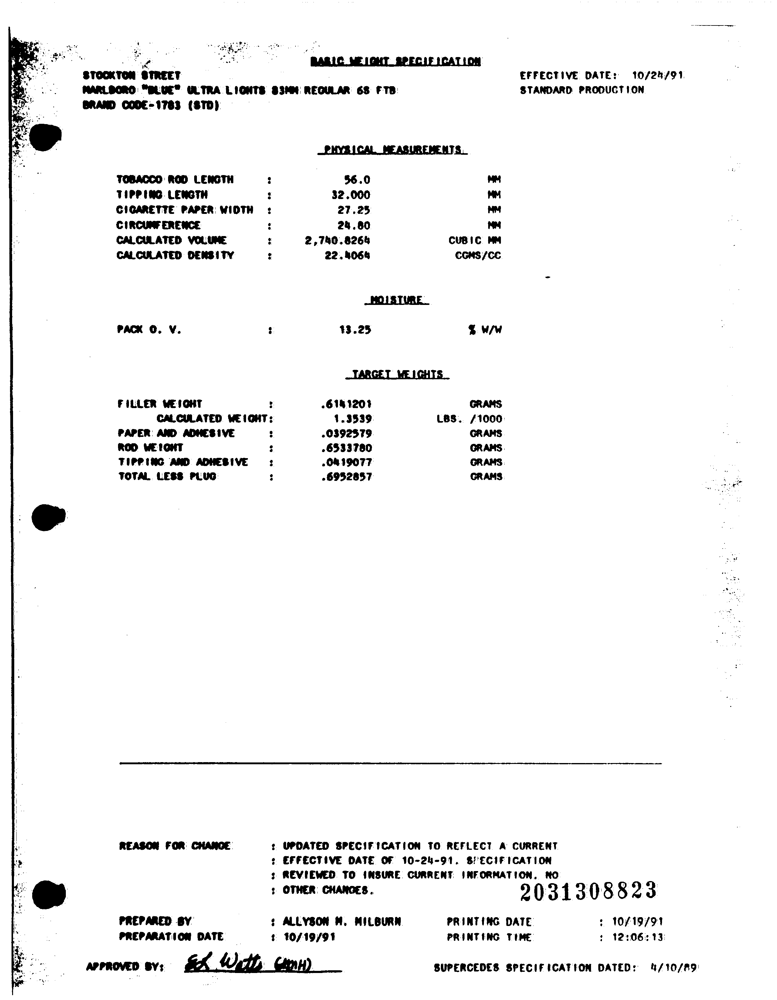 BASIC WEIGHT SPECIFICATION
STOCKTON STREET EFFECTIVE DATE: 10/24/91
MARLBORO "BLUE" ULTRA LIGHTS 83MM REGULAR 6S FTB STANDARD PRODUCTION
BRAND CODE-1783 (STD)
PHYSICAL MEASUREMENTS
TOBACCO ROD LENGTH : 56.0 MM
TIPPING LENGTH : 32.000 MM
CIGARETTE PAPER WIDTH : 27.25 MM
CIRCUMFERENCE : 24.80 MM
CALCULATED VOLUME : 2,740.8264 CUBIC MM
CALCULATED DENSITY : 22.4064 CGMS/CC
MOISTURE
PACK O. V. : 13.25 % W/W
TARGET WEIGHTS
FILLER WEIGHT : .6141201 GRAMS
CALCULATED WEIGHT: 1.3539 LBS. /1000
PAPER AND ADHESIVE : .0392579 GRAMS
ROD WEIGHT : .6533780 GRAMS
TIPPING AND ADHESIVE : .0419077 GRAMS
TOTAL LESS PLUG : .6952857 GRAMS
REASON FOR CHANGE : UPDATED SPECIFICATION TO REFLECT A CURRENT
: EFFECTIVE DATE OF 10-24-91. SPECIFICATION
: REVIEWED TO INSURE CURRENT INFORMATION. NO
: OTHER CHANGES.
2031308823
PREPARED BY : ALLYSON M. MILBURN PRINTING DATE : 10/19/91
PREPARATION DATE : 10/19/91 PRINTING TIME : 12:06:13
APPROVED BY: Watts SUPERCEDES SPECIFICATION DATED: 4/10/89